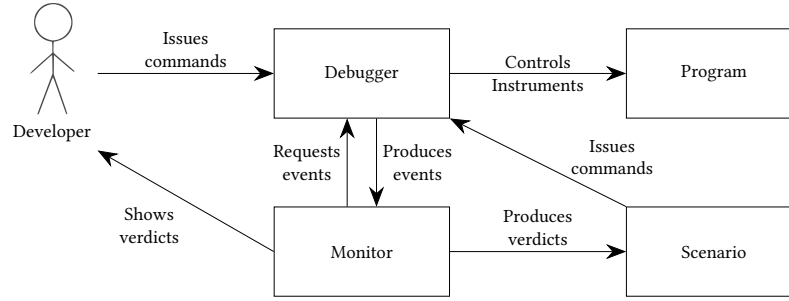 Issues
commands
Debugger
Controls
Instruments
Program
Developer
Requests
events
Produces
events
Issues
commands
Shows
verdicts
Monitor
Produces
verdicts
Scenario